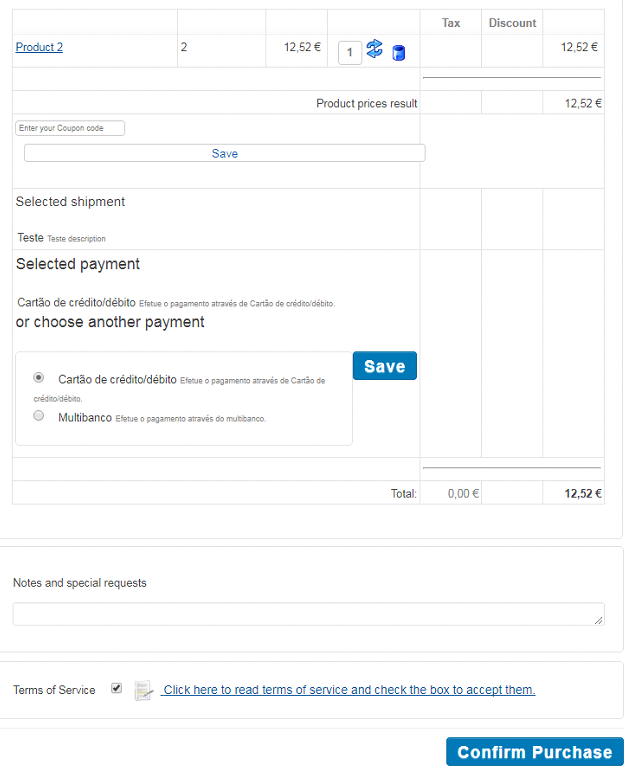 Tax Discount
Product 2 2 12,52 € 1 12,52 €
Product prices result 12,52 €
Enter your Coupon code
Save
Selected shipment
Teste Teste description
Selected payment
Cartão de crédito/débito Efetue o pagamento através de Cartão de crédito/débito.
or choose another payment
Cartão de crédito/débito Efetue o pagamento através de Cartão de
crédito/débito.
Save
Multibanco Efetue o pagamento através do multibanco.
Total: 0,00 € 12,52 €
Notes and special requests
Terms of Service Click here to read terms of service and check the box to accept them.
Confirm Purchase